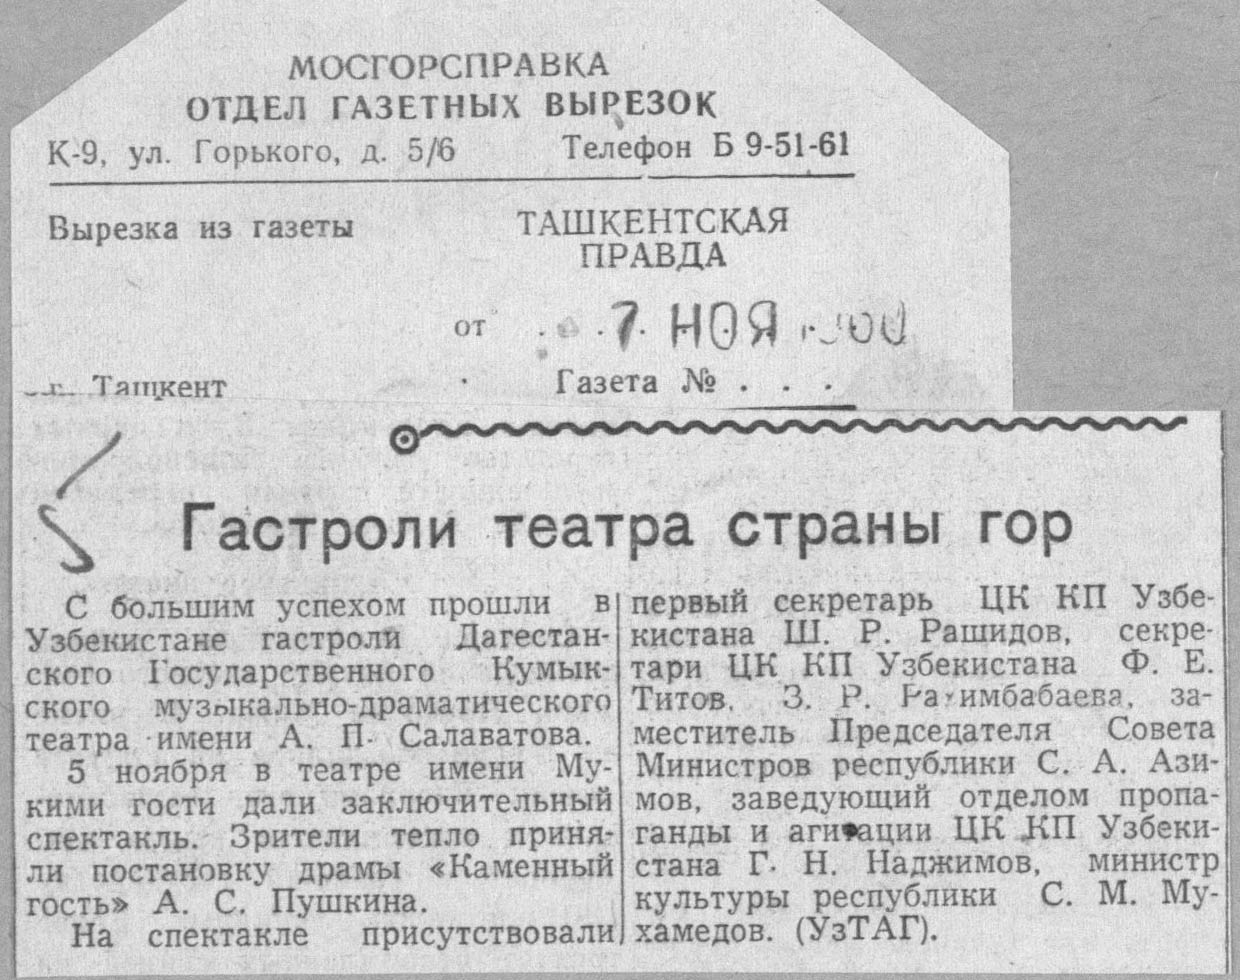 МОСГОРСПРАВКА
ОТДЕЛ ГАЗЕТНЫХ ВЫРЕЗОК
К-9, ул. Горького, д. 5/6 Телефон Б 9-51-61
Вырезка из газеты ТАШКЕНТСКАЯ
ПРАВДА
от . . 7 НОЯ
г. Ташкент Газета № . . .
Гастроли театра страны гор
С большим успехом прошли в
Узбекистане гастроли Дагестан-
ского Государственного Кумык-
ского музыкально-драматического
театра имени А. П. Салаватова.
5 ноября в театре имени Му-
кими гости дали заключительный
спектакль. Зрители тепло приня-
ли постановку драмы «Каменный
гость» А. С. Пушкина.
На спектакле присутствовали
первый секретарь ЦК КП Узбе-
кистана Ш. Р. Рашидов, секре-
тари ЦК КП Узбекистана Ф. Е.
Титов, З. Р. Рахимбабаева, за-
меститель Председателя Совета
Министров республики С. А. Ази-
мов, заведующий отделом пропа-
ганды и агитации ЦК КП Узбеки-
стана Г. Н. Наджимов, министр
культуры республики С. М. Му-
хамедов. (УзТАГ).